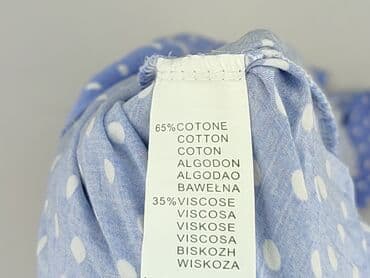 65% COTONE
COTTON
COTON
ALGODON
ALGODAO
BAWEŁNA
35% VISCOSE
VISCOSA
VISKOSE
VISCOSA
BISKOZH
WISKOZA